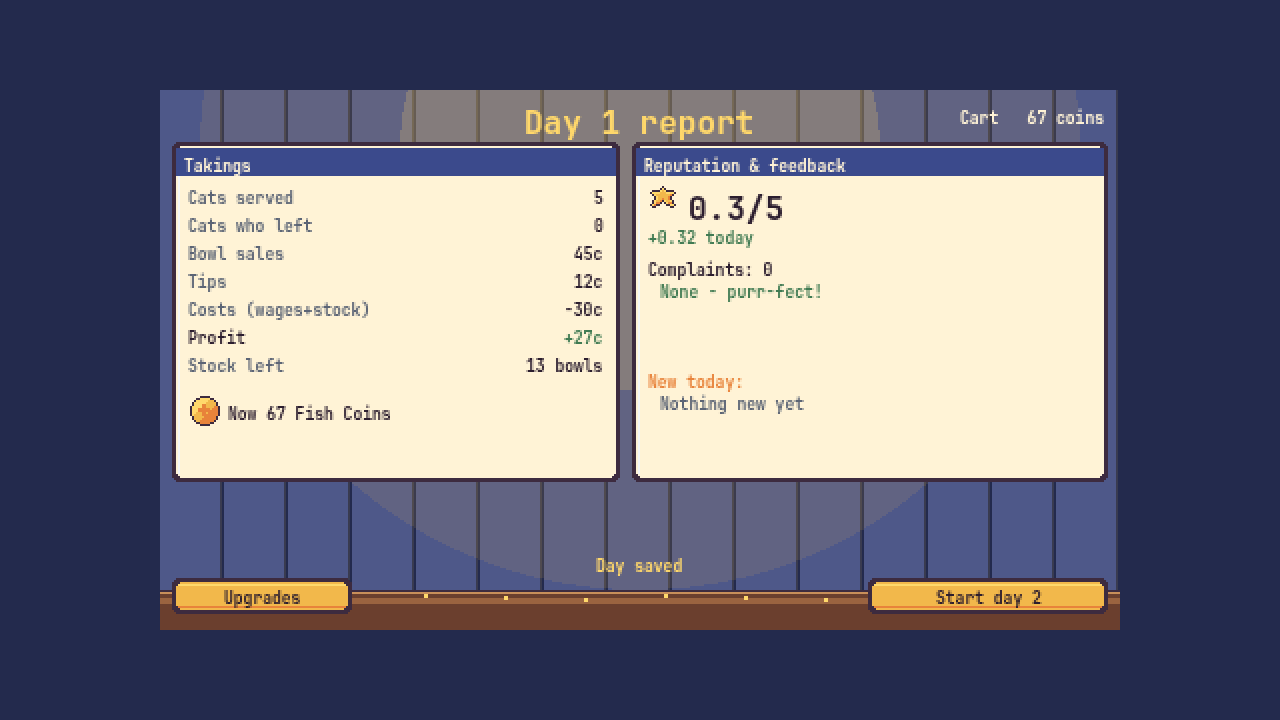 Day 1 report
Cart 67 coins
Takings
Cats served 5
Cats who left 0
Bowl sales 45c
Tips 12c
Costs (wages+stock) -30c
Profit +27c
Stock left 13 bowls
Now 67 Fish Coins
Reputation & feedback
0.3/5
+0.32 today
Complaints: 0
None - purr-fect!
New today:
Nothing new yet
Day saved
Upgrades
Start day 2